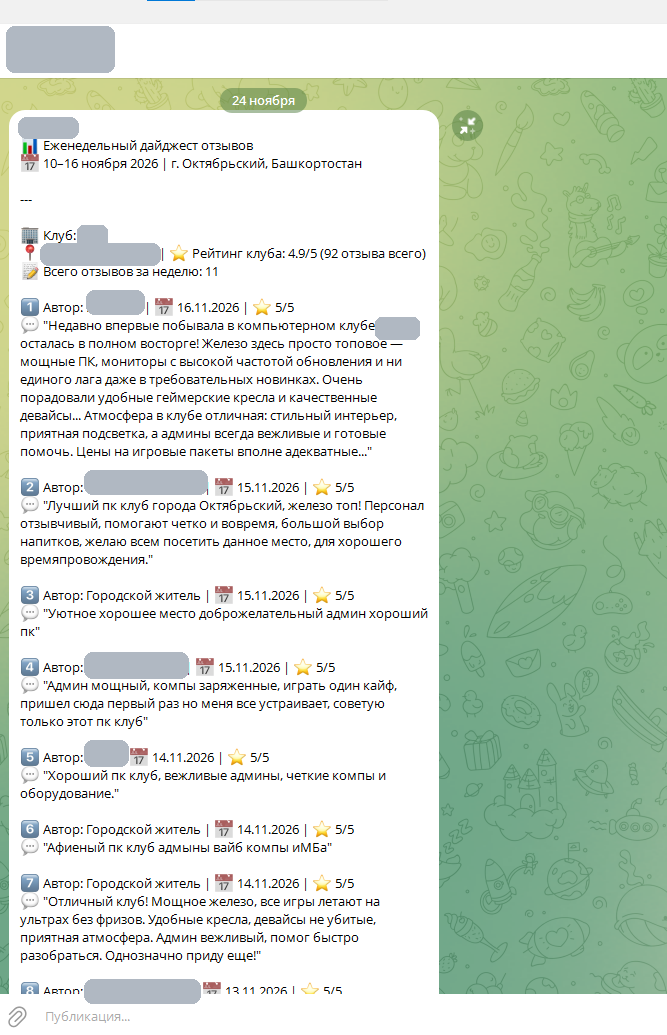 24 ноября
Еженедельный дайджест отзывов
10–16 ноября 2026 | г. Октябрьский, Башкортостан
---
Клуб:
| Рейтинг клуба: 4.9/5 (92 отзыва всего)
Всего отзывов за неделю: 11
1 Автор: | 16.11.2026 | 5/5
"Недавно впервые побывала в компьютерном клубе
осталась в полном восторге! Железо здесь просто топовое —
мощные ПК, мониторы с высокой частотой обновления и ни
единого лага даже в требовательных новинках. Очень
порадовали удобные геймерские кресла и качественные
девайсы... Атмосфера в клубе отличная: стильный интерьер,
приятная подсветка, а админы всегда вежливые и готовые
помочь. Цены на игровые пакеты вполне адекватные..."
2 Автор: | 15.11.2026 | 5/5
"Лучший пк клуб города Октябрьский, железо топ! Персонал
отзывчивый, помогают четко и вовремя, большой выбор
напитков, желаю всем посетить данное место, для хорошего
времяпровождения."
3 Автор: Городской житель | 15.11.2026 | 5/5
"Уютное хорошее место доброжелательный админ хороший
пк"
4 Автор: 15.11.2026 | 5/5
"Админ мощный, компы заряженные, играть один кайф,
пришел сюда первый раз но меня все устраивает, советую
только этот пк клуб"
5 Автор: 14.11.2026 | 5/5
"Хороший пк клуб, вежливые админы, четкие компы и
оборудование."
6 Автор: Городской житель | 14.11.2026 | 5/5
"Афиеный пк клуб адмыны вайб компы иМБа"
7 Автор: Городской житель | 14.11.2026 | 5/5
"Отличный клуб! Мощное железо, все игры летают на
ультрах без фризов. Удобные кресла, девайсы не убитые,
приятная атмосфера. Админ вежливый, помог быстро
разобраться. Однозначно приду еще!"
8 Автор: 13.11.2026 | 5/5
Публикация...